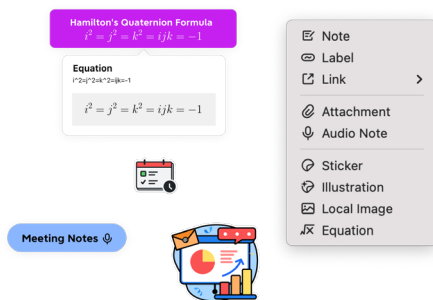 Hamilton's Quaternion Formula
i² = j² = k² = ijk = −1
Equation
i^2=j^2=k^2=ijk=-1
i² = j² = k² = ijk = −1
Meeting Notes
Note
Label
Link
Attachment
Audio Note
Sticker
Illustration
Local Image
Equation